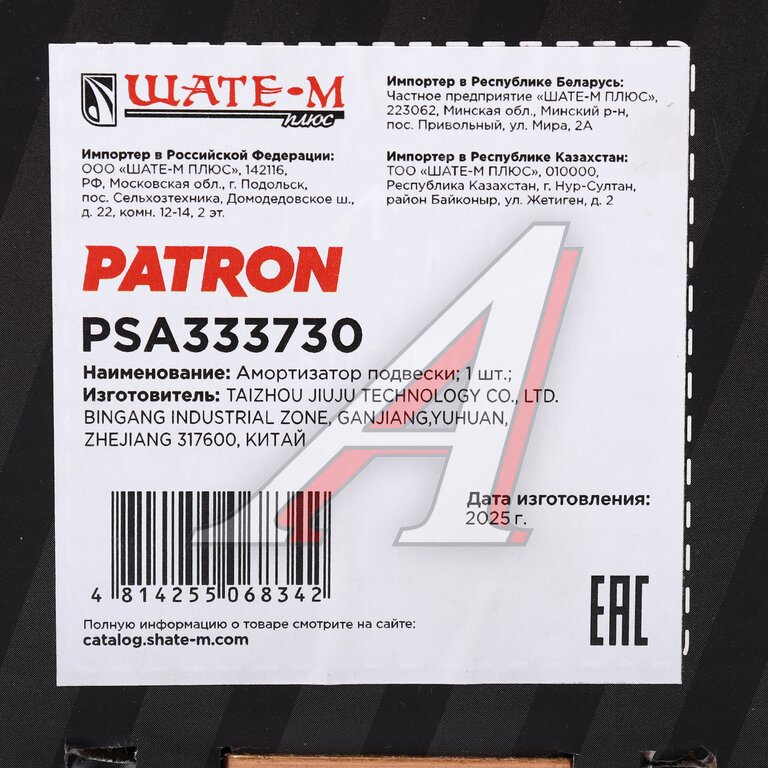 ШАТЕ-М
плюс
Импортер в Российской Федерации:
ООО «ШАТЕ-М ПЛЮС», 142116,
РФ, Московская обл., г. Подольск,
пос. Сельхозтехника, Домодедовское ш.,
д. 22, комн. 12-14, 2 эт.
Импортер в Республике Беларусь:
Частное предприятие «ШАТЕ-М ПЛЮС»,
223062, Минская обл., Минский р-н,
пос. Привольный, ул. Мира, 2А
Импортер в Республике Казахстан:
ТОО «ШАТЕ-М ПЛЮС», 010000,
Республика Казахстан, г. Нур-Султан,
район Байконыр, ул. Жетиген, д. 2
PATRON
PSA333730
Наименование: Амортизатор подвески; 1 шт.;
Изготовитель: TAIZHOU JIUJU TECHNOLOGY CO., LTD.
BINGANG INDUSTRIAL ZONE, GANJIANG,YUHUAN,
ZHEJIANG 317600, КИТАЙ
Дата изготовления:
2025 г.
4 814255 068342
EAC
Полную информацию о товаре смотрите на сайте:
catalog.shate-m.com